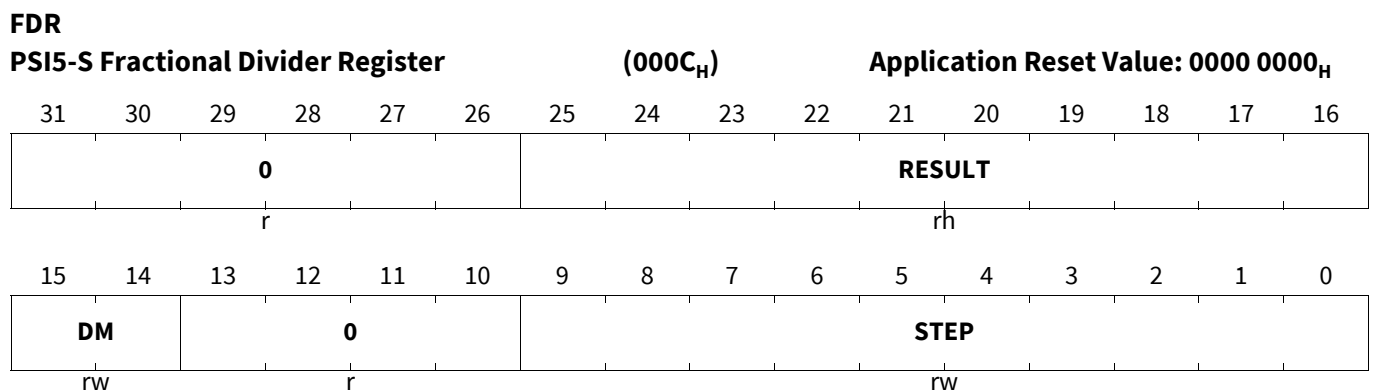 FDR
PSI5-S Fractional Divider Register (000C_H) Application Reset Value: 0000 0000_H
31 30 29 28 27 26 25 24 23 22 21 20 19 18 17 16
0 RESULT
r rh
15 14 13 12 11 10 9 8 7 6 5 4 3 2 1 0
DM 0 STEP
rw r rw